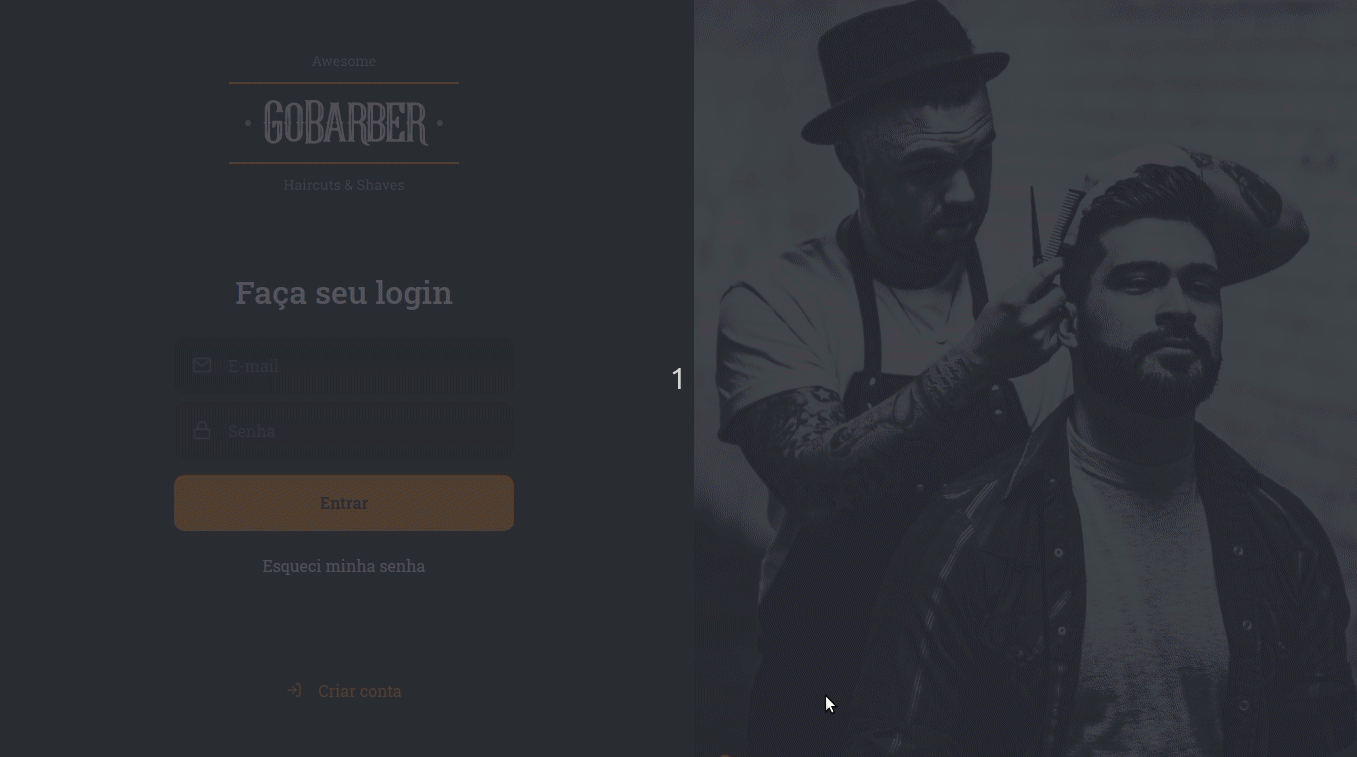 Awesome
GOBARBER
Haircuts & Shaves
Faça seu login
E-mail
Senha
Entrar
Esqueci minha senha
Criar conta
1